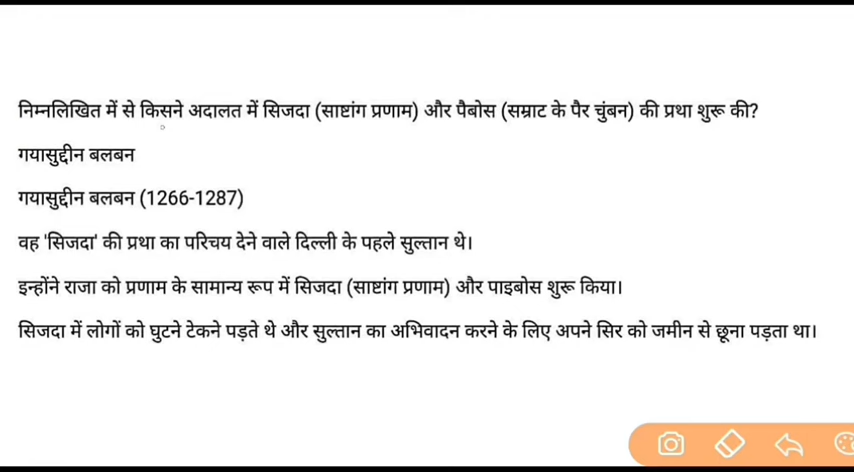 निम्नलिखित में से किसने अदालत में सिजदा (साष्टांग प्रणाम) और पैबोस (सम्राट के पैर चुंबन) की प्रथा शुरू की?
गयासुद्दीन बलबन
गयासुद्दीन बलबन (1266-1287)
वह 'सिजदा' की प्रथा का परिचय देने वाले दिल्ली के पहले सुल्तान थे।
इन्होंने राजा को प्रणाम के सामान्य रूप में सिजदा (साष्टांग प्रणाम) और पाइबोस शुरू किया।
सिजदा में लोगों को घुटने टेकने पड़ते थे और सुल्तान का अभिवादन करने के लिए अपने सिर को जमीन से छूना पड़ता था।